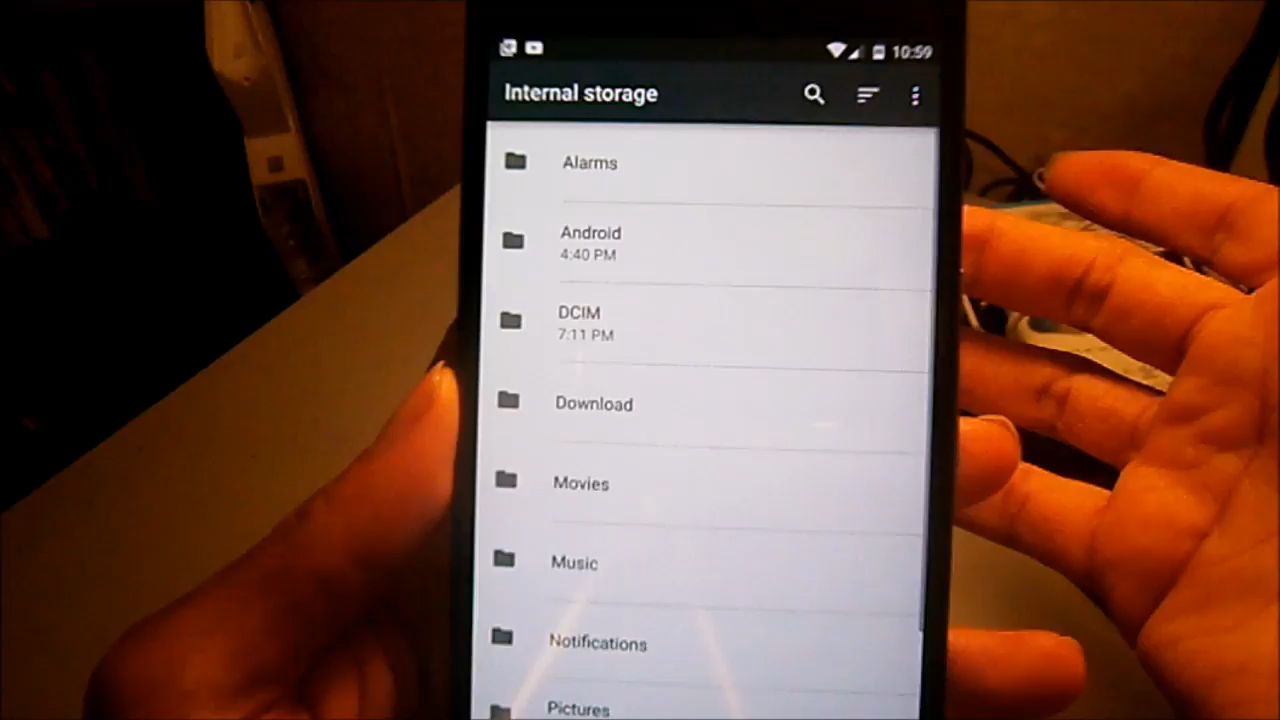 10:59
Internal storage
Alarms
Android
4:40 PM
DCIM
7:11 PM
Download
Movies
Music
Notifications
Pictures